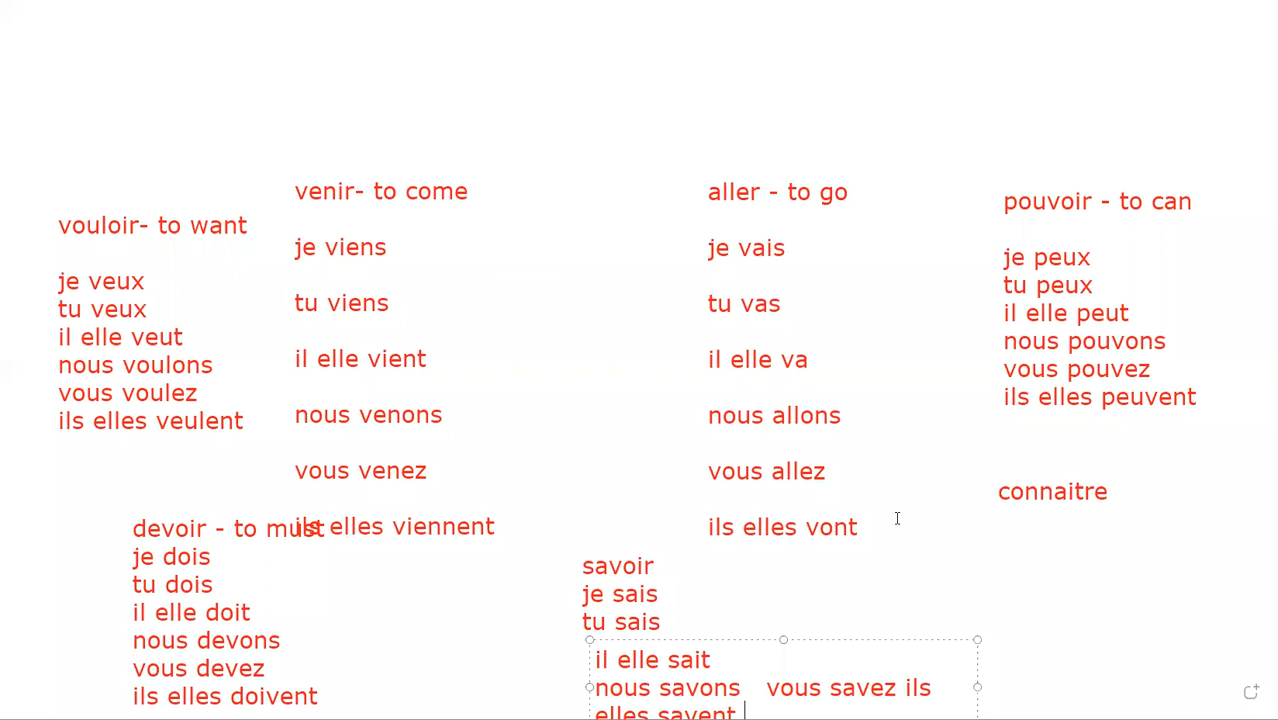 vouloir- to want
je veux
tu veux
il elle veut
nous voulons
vous voulez
ils elles veulent
venir- to come
je viens
tu viens
il elle vient
nous venons
vous venez
ils elles viennent
aller - to go
je vais
tu vas
il elle va
nous allons
vous allez
ils elles vont
pouvoir - to can
je peux
tu peux
il elle peut
nous pouvons
vous pouvez
ils elles peuvent
connaitre
devoir - to must
je dois
tu dois
il elle doit
nous devons
vous devez
ils elles doivent
savoir
je sais
tu sais
il elle sait
nous savons vous savez ils
elles savent